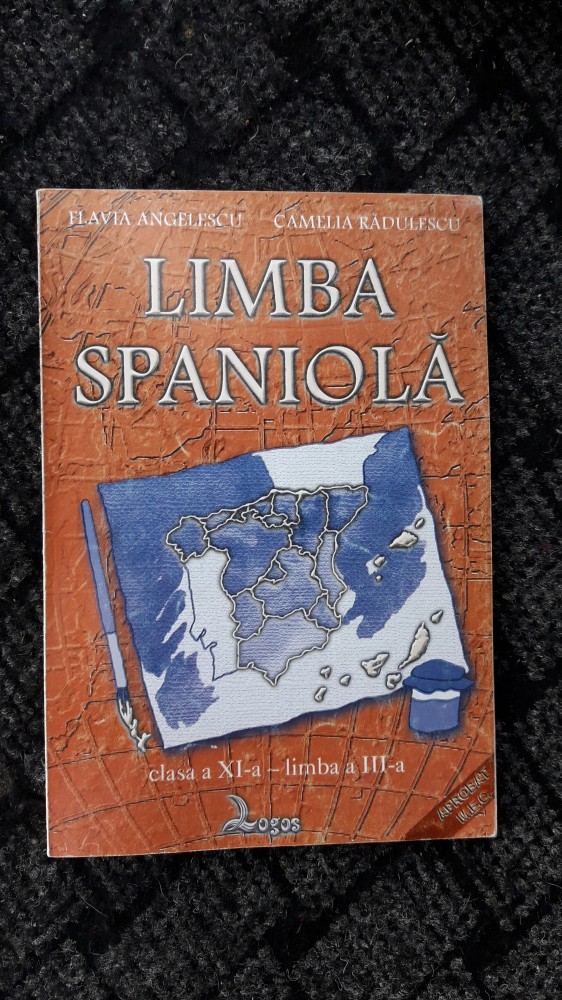 FLAVIA ANGELESCU CAMELIA RĂDULESCU
LIMBA
SPANIOLĂ
clasa a XI-a – limba a III-a
Logos
APROBAT
M.E.C.